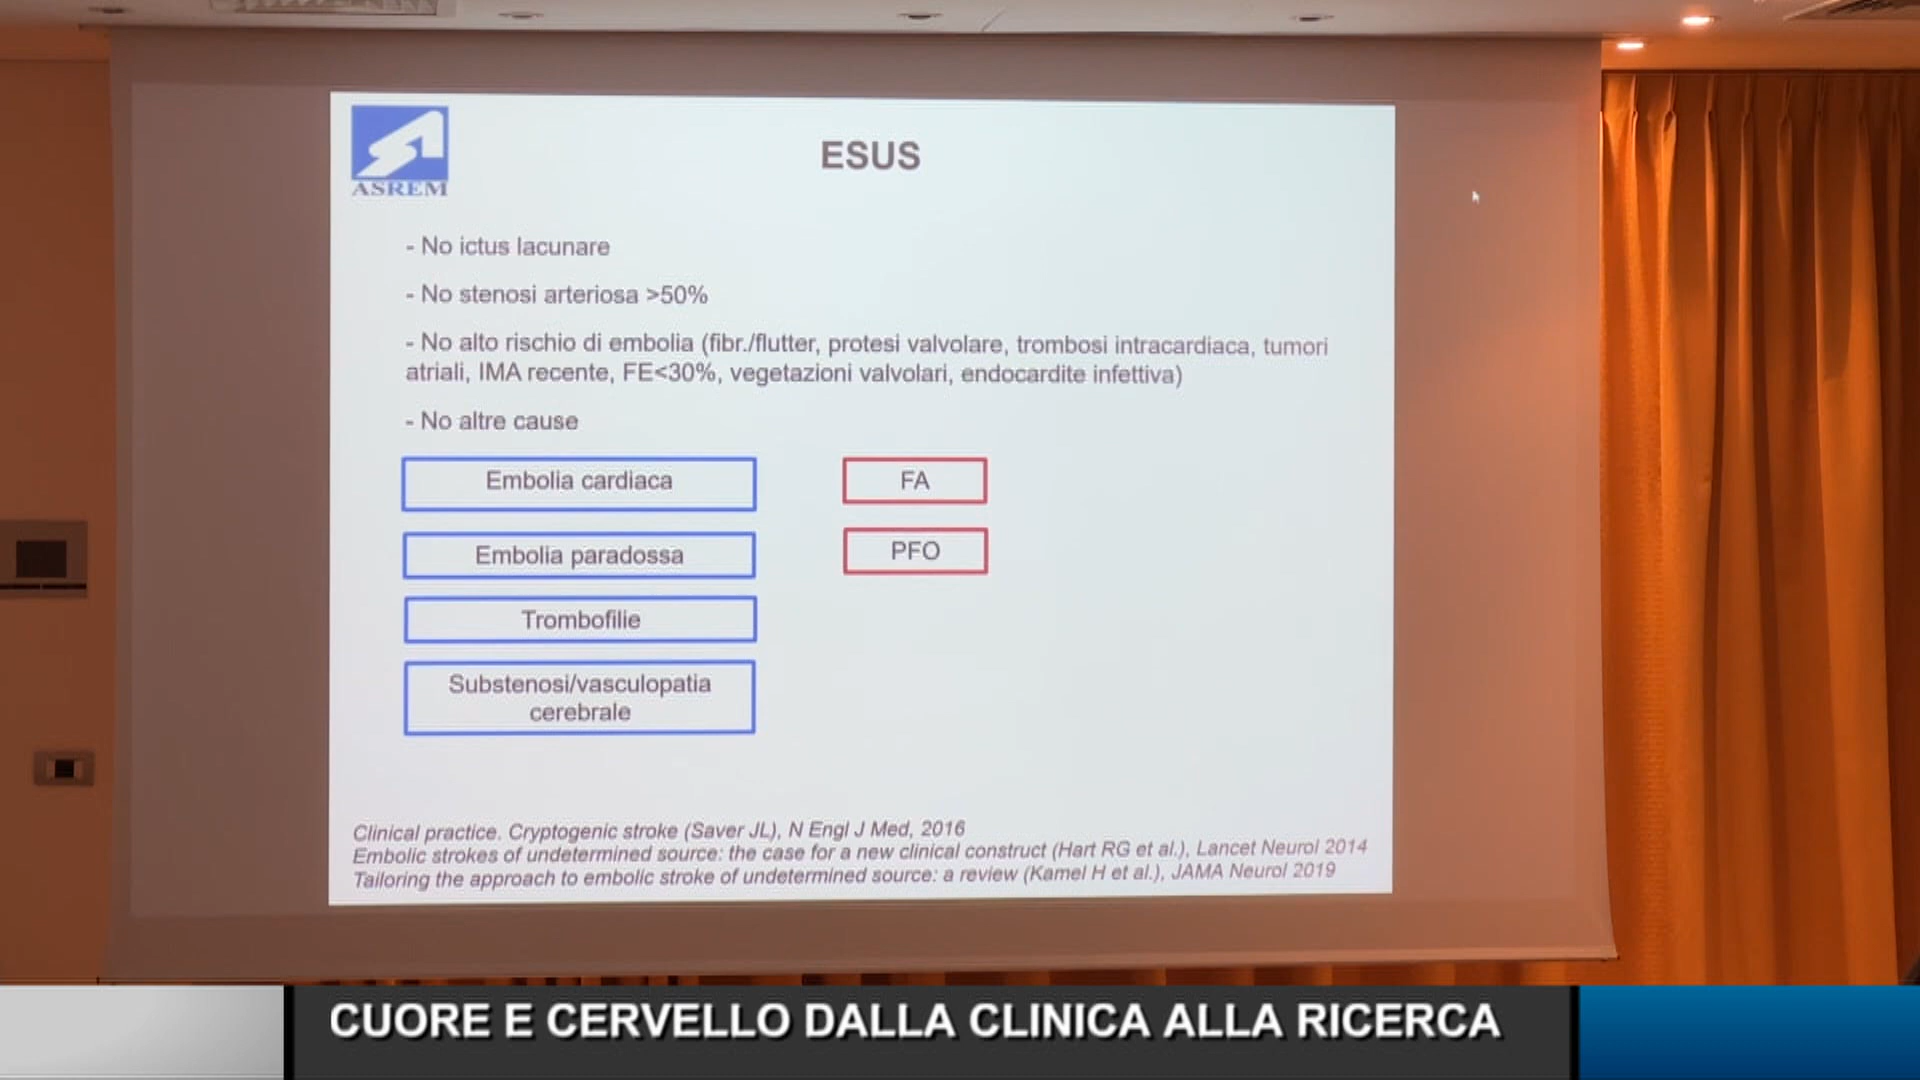 ASREM
ESUS
- No ictus lacunare
- No stenosi arteriosa >50%
- No alto rischio di embolia (fibr./flutter, protesi valvolare, trombosi intracardiaca, tumori
atriali, IMA recente, FE<30%, vegetazioni valvolari, endocardite infettiva)
- No altre cause
Embolia cardiaca
FA
Embolia paradossa
PFO
Trombofilie
Substenosi/vasculopatia
cerebrale
Clinical practice. Cryptogenic stroke (Saver JL), N Engl J Med, 2016
Embolic strokes of undetermined source: the case for a new clinical construct (Hart RG et al.), Lancet Neurol 2014
Tailoring the approach to embolic stroke of undetermined source: a review (Kamel H et al.), JAMA Neurol 2019
CUORE E CERVELLO DALLA CLINICA ALLA RICERCA